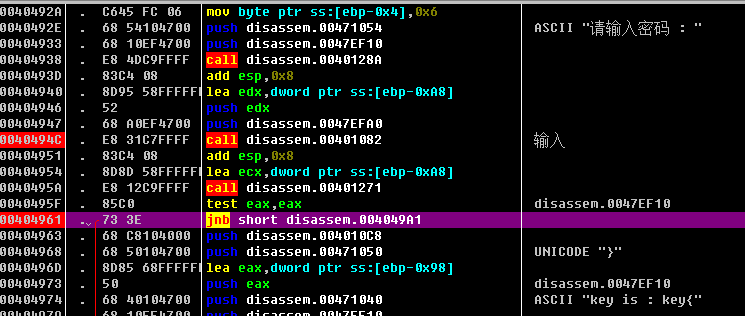 0040492A . C645 FC 06 mov byte ptr ss:[ebp-0x4],0x6
0040492E . 68 54104700 push disassem.00471054 ASCII "请输入密码 : "
00404933 . 68 10EF4700 push disassem.0047EF10
00404938 . E8 4DC9FFFF call disassem.0040128A
0040493D . 83C4 08 add esp,0x8
00404940 . 8D95 58FFFFFF lea edx,dword ptr ss:[ebp-0xA8]
00404946 . 52 push edx
00404947 . 68 A0EF4700 push disassem.0047EFA0
0040494C . E8 31C7FFFF call disassem.00401082 输入
00404951 . 83C4 08 add esp,0x8
00404954 . 8D8D 58FFFFFF lea ecx,dword ptr ss:[ebp-0xA8]
0040495A . E8 12C9FFFF call disassem.00401271
0040495F . 85C0 test eax,eax disassem.0047EF10
00404961 . 73 3E jnb short disassem.004049A1
00404963 . 68 C8104000 push disassem.004010C8
00404968 . 68 50104700 push disassem.00471050 UNICODE "}"
0040496D . 8D85 68FFFFFF lea eax,dword ptr ss:[ebp-0x98]
00404973 . 50 push eax disassem.0047EF10
00404974 . 68 40104700 push disassem.00471040 ASCII "key is : key{"
00404979 . 68 10EF4700 push disassem.0047EF10